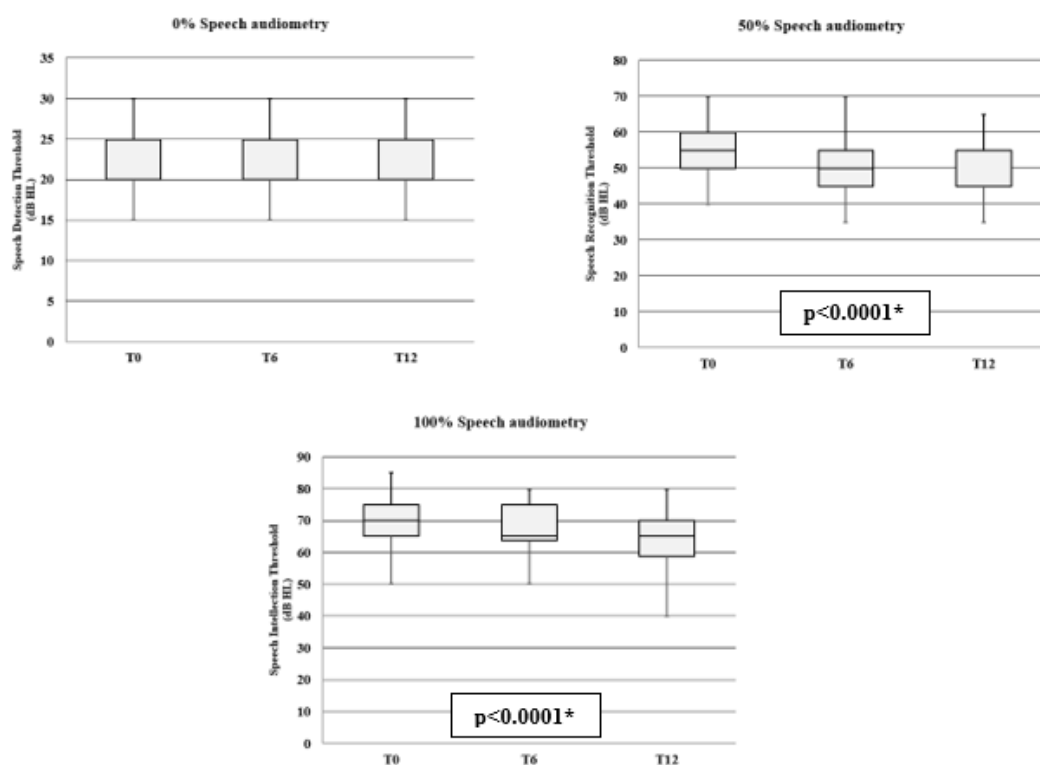 0% Speech audiometry
Speech Detection Threshold
(dB HL)
35
30
25
20
15
10
5
0
T0 T6 T12
50% Speech audiometry
Speech Recognition Threshold
(dB HL)
80
70
60
50
40
30
20
10
0
p<0.0001*
T0 T6 T12
100% Speech audiometry
Speech Intellection Threshold
(dB HL)
90
80
70
60
50
40
30
20
10
0
p<0.0001*
T0 T6 T12